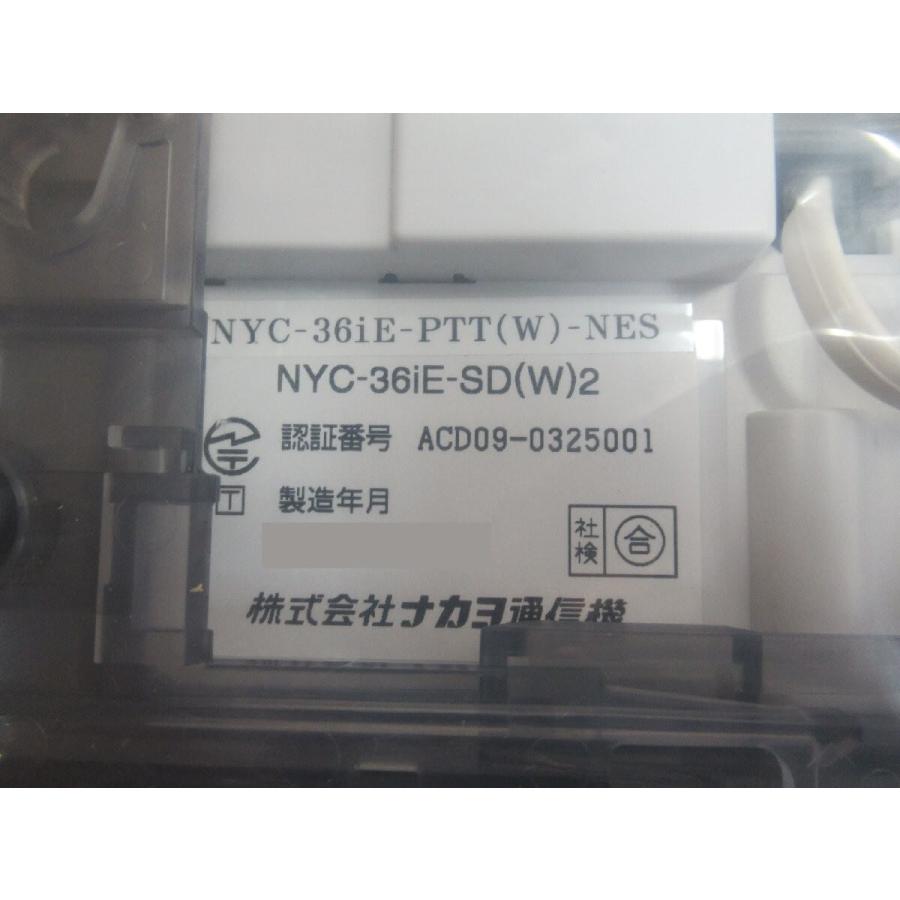 NYC-36iE-PTT(W)-NES
NYC-36iE-SD(W)2
認証番号 ACD09-0325001
T
製造年月
社検 合
株式会社ナカヨ通信機